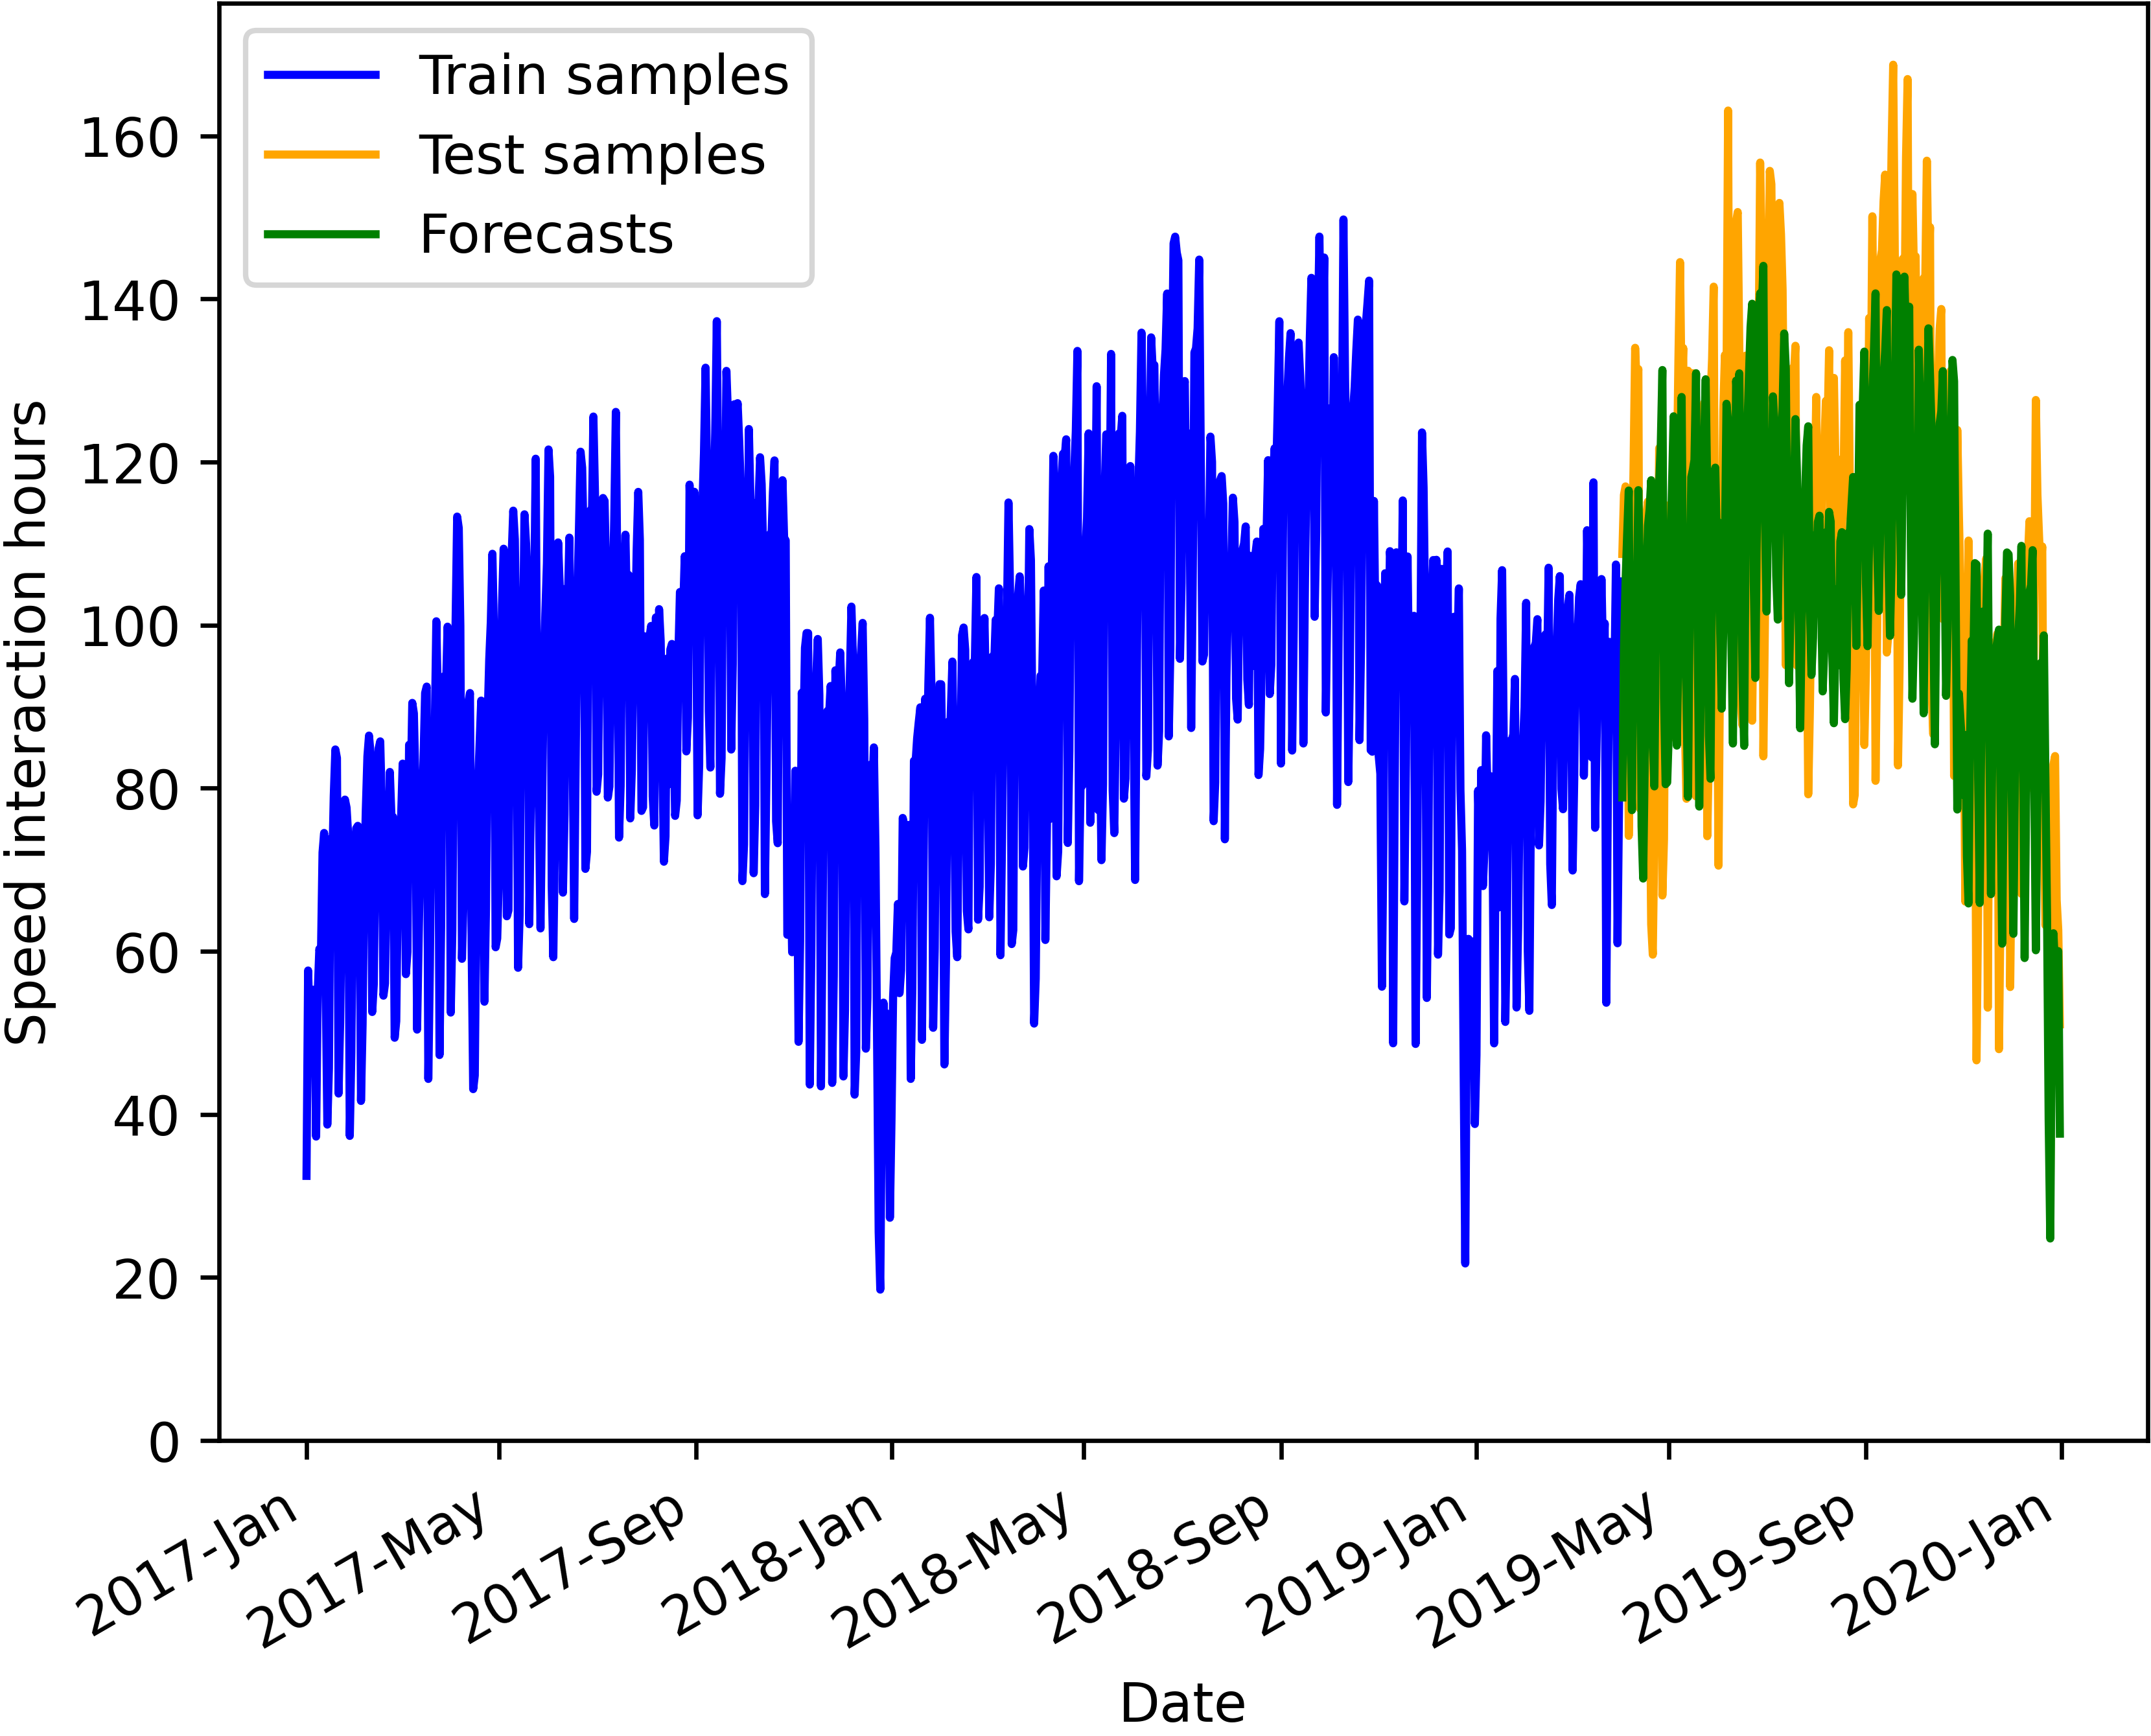 Train samples
Test samples
Forecasts
Speed interaction hours
160
140
120
100
80
60
40
20
0
2017-Jan
2017-May
2017-Sep
2018-Jan
2018-May
2018-Sep
2019-Jan
2019-May
2019-Sep
2020-Jan
Date